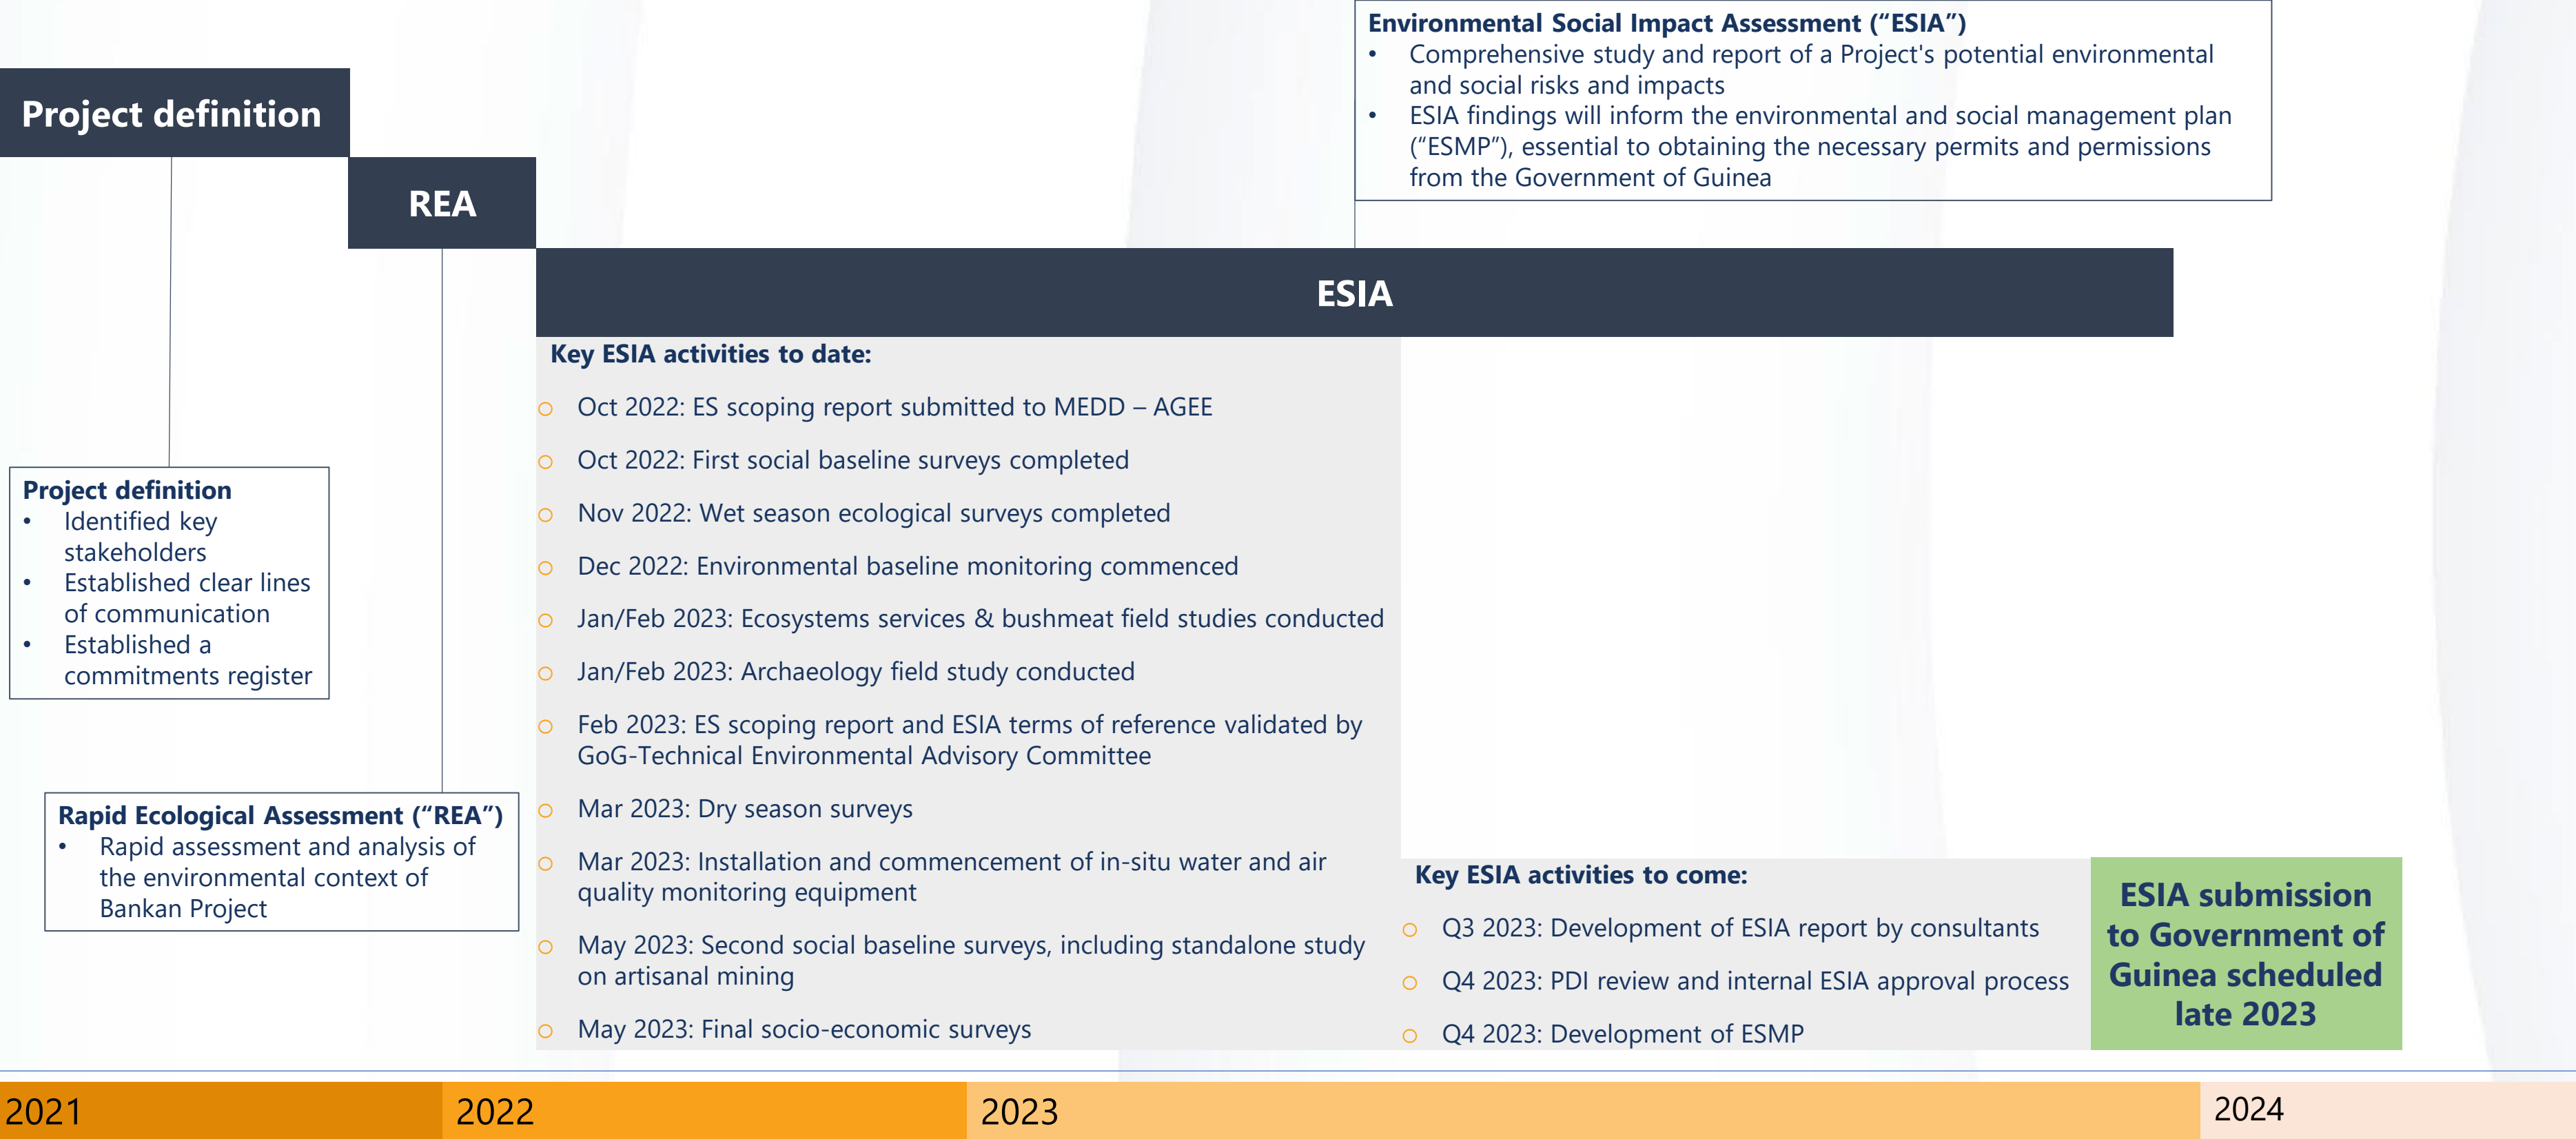 Environmental Social Impact Assessment (“ESIA”)
• Comprehensive study and report of a Project's potential environmental
and social risks and impacts
• ESIA findings will inform the environmental and social management plan
(“ESMP”), essential to obtaining the necessary permits and permissions
from the Government of Guinea
Project definition
REA
ESIA
Project definition
• Identified key
stakeholders
• Established clear lines
of communication
• Established a
commitments register
Rapid Ecological Assessment (“REA”)
• Rapid assessment and analysis of
the environmental context of
Bankan Project
Key ESIA activities to date:
o Oct 2022: ES scoping report submitted to MEDD – AGEE
o Oct 2022: First social baseline surveys completed
o Nov 2022: Wet season ecological surveys completed
o Dec 2022: Environmental baseline monitoring commenced
o Jan/Feb 2023: Ecosystems services & bushmeat field studies conducted
o Jan/Feb 2023: Archaeology field study conducted
o Feb 2023: ES scoping report and ESIA terms of reference validated by
GoG-Technical Environmental Advisory Committee
o Mar 2023: Dry season surveys
o Mar 2023: Installation and commencement of in-situ water and air
quality monitoring equipment
o May 2023: Second social baseline surveys, including standalone study
on artisanal mining
o May 2023: Final socio-economic surveys
Key ESIA activities to come:
o Q3 2023: Development of ESIA report by consultants
o Q4 2023: PDI review and internal ESIA approval process
o Q4 2023: Development of ESMP
ESIA submission
to Government of
Guinea scheduled
late 2023
2021
2022
2023
2024